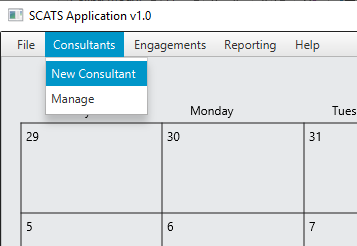 SCATS Application v1.0
File Consultants Engagements Reporting Help
New Consultant
Manage
Monday
29 30 31
5 6 7